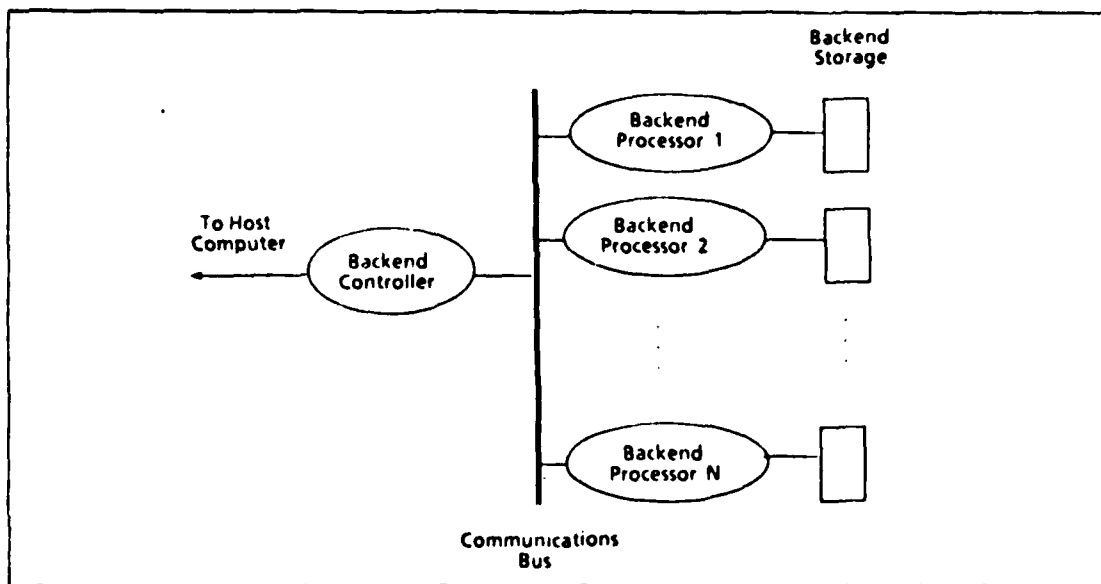 Backend
Storage
Backend
Processor 1
Backend
Processor 2
To Host
Computer
Backend
Controller
Backend
Processor N
Communications
Bus